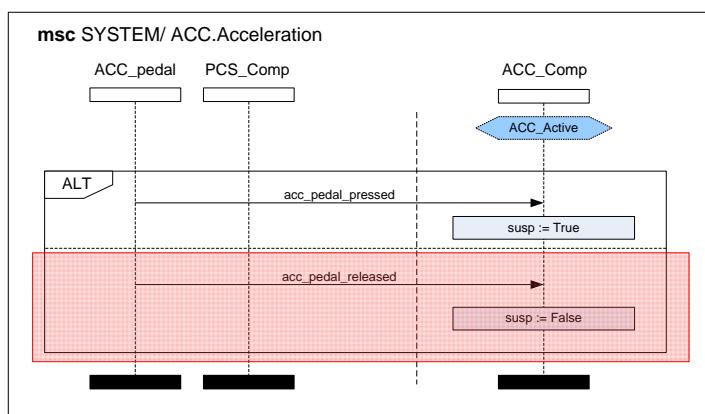 msc SYSTEM/ ACC.Acceleration
ACC_pedal PCS_Comp ACC_Comp
ACC_Active
ALT
acc_pedal_pressed
susp := True
acc_pedal_released
susp := False